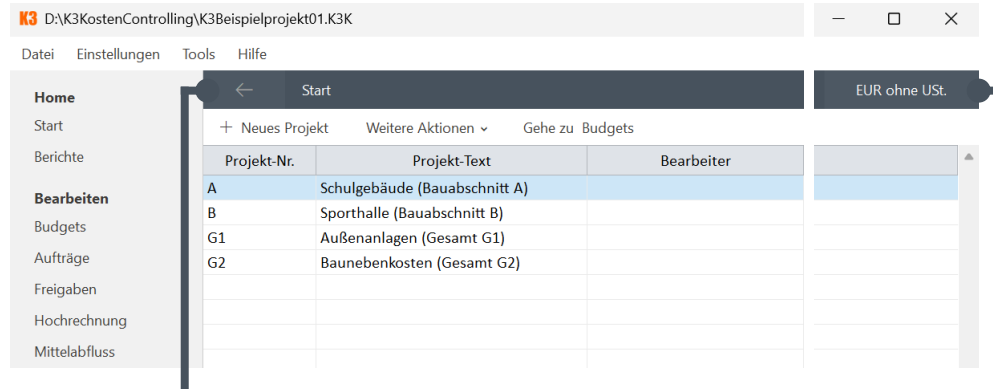 K3 D:\K3KostenControlling\K3Beispielprojekt01.K3K
Datei Einstellungen Tools Hilfe
Home
Start
Berichte
Bearbeiten
Budgets
Aufträge
Freigaben
Hochrechnung
Mittelabfluss
Start EUR ohne USt.
Neues Projekt Weitere Aktionen Gehe zu Budgets
Projekt-Nr. Projekt-Text Bearbeiter
A Schulgebäude (Bauabschnitt A)
B Sporthalle (Bauabschnitt B)
G1 Außenanlagen (Gesamt G1)
G2 Baunebenkosten (Gesamt G2)